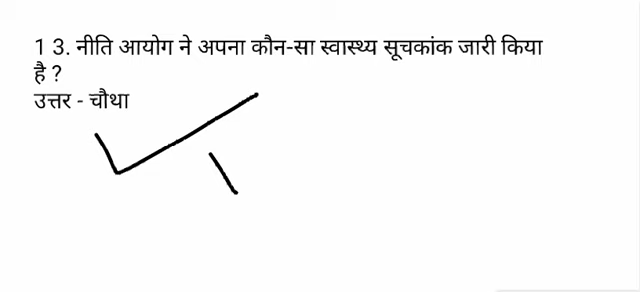 1 3. नीति आयोग ने अपना कौन-सा स्वास्थ्य सूचकांक जारी किया
है ?
उत्तर - चौथा